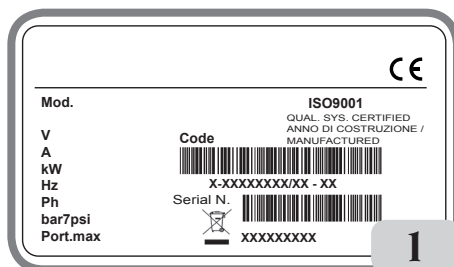 CE
Mod.
ISO9001
QUAL. SYS. CERTIFIED
ANNO DI COSTRUZIONE /
MANUFACTURED
V
Code
A
kW
Hz
X-XXXXXXXX/XX - XX
Ph
Serial N.
bar7psi
Port.max
XXXXXXXXX
1